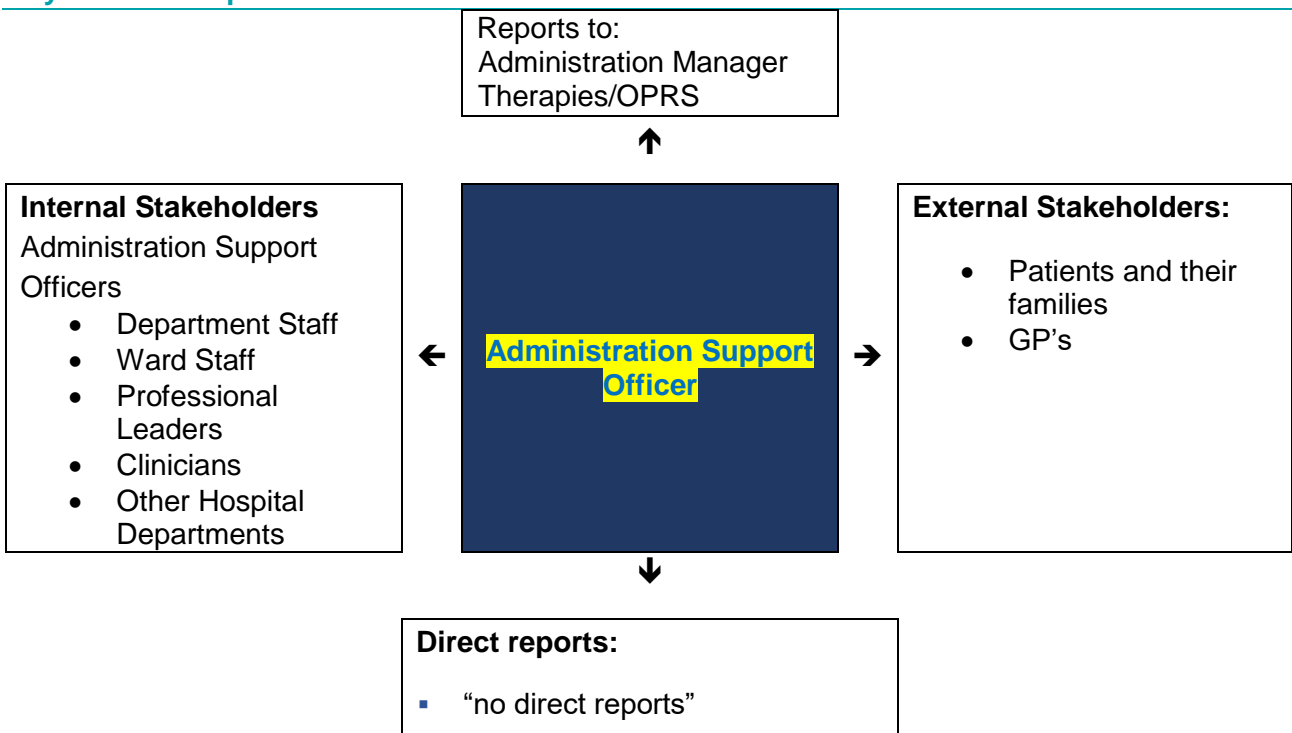 Reports to:
Administration Manager
Therapies/OPRS
🡹
Internal Stakeholders
Administration Support
Officers
• Department Staff
• Ward Staff
• Professional
Leaders
• Clinicians
• Other Hospital
Departments
🡸
Administration Support
Officer
🡺
External Stakeholders:
• Patients and their
families
• GP’s
🡻
Direct reports:
▪ “no direct reports”